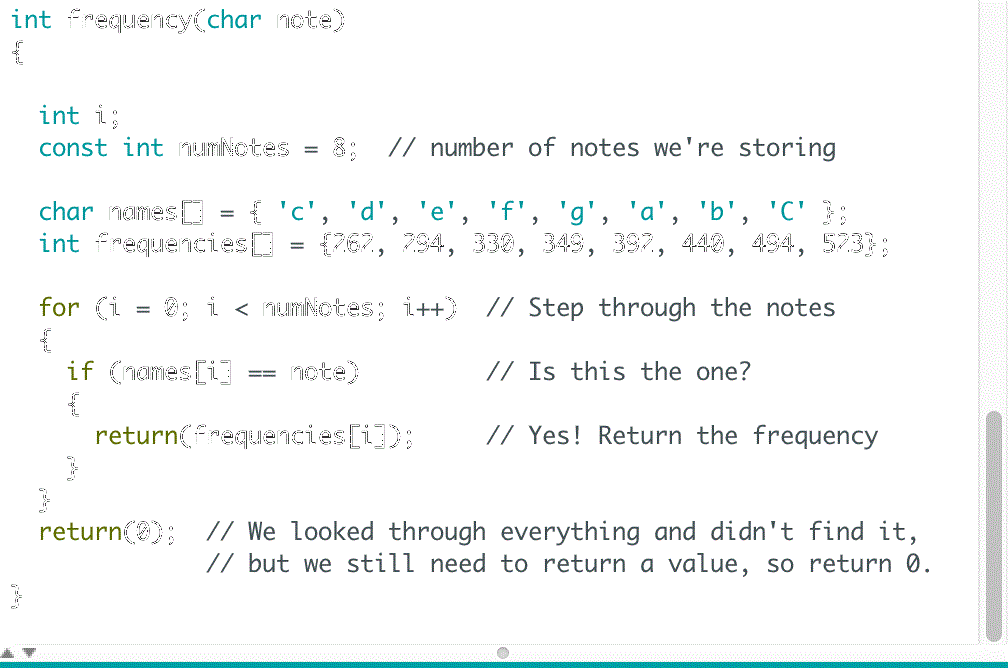 int frequency(char note)
{
int i;
const int numNotes = 8;  // number of notes we're storing
char names[] = { 'c', 'd', 'e', 'f', 'g', 'a', 'b', 'C' };
int frequencies[] = {262, 294, 330, 349, 392, 440, 494, 523};
for (i = 0; i < numNotes; i++)  // Step through the notes
{
if (names[i] == note)         // Is this the one?
{
return(frequencies[i]);     // Yes! Return the frequency
}
}
return(0);  // We looked through everything and didn't find it,
// but we still need to return a value, so return 0.
}